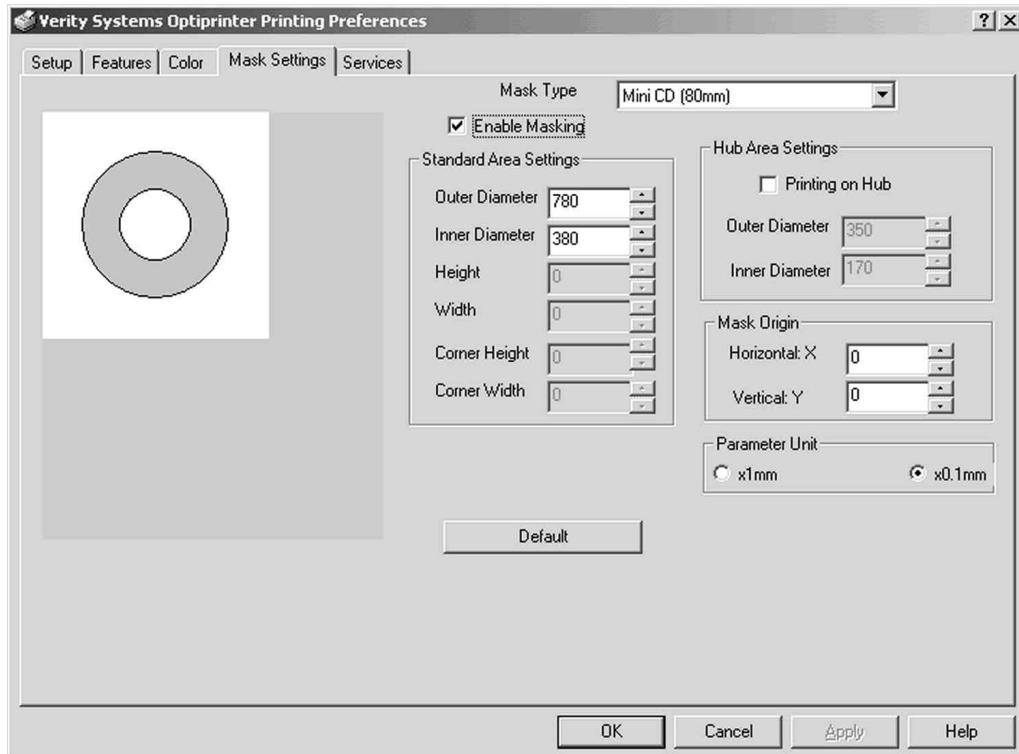 Verity Systems Optiprinter Printing Preferences
Setup Features Color Mask Settings Services
Mask Type Mini CD (80mm)
Enable Masking
Standard Area Settings
Outer Diameter 780
Inner Diameter 380
Height 0
Width 0
Corner Height 0
Corner Width 0
Hub Area Settings
Printing on Hub
Outer Diameter 350
Inner Diameter 170
Mask Origin
Horizontal: X 0
Vertical: Y 0
Parameter Unit
x1mm x0.1mm
Default
OK Cancel Apply Help